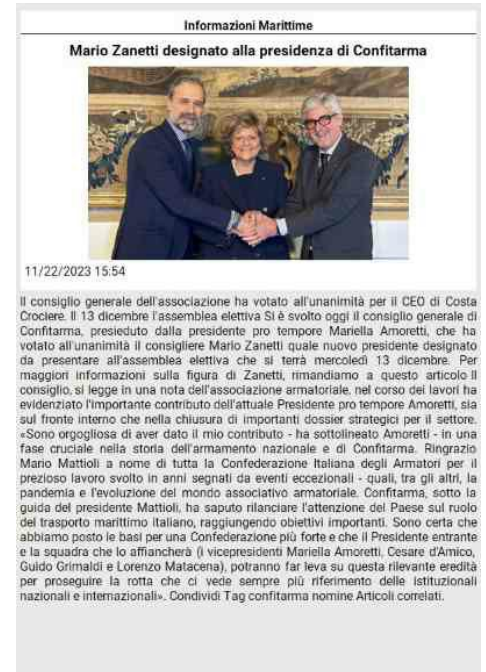 Informazioni Marittime
Mario Zanetti designato alla presidenza di Confitarma
11/22/2023 15:54
Il consiglio generale dell'associazione ha votato all'unanimità per il CEO di Costa
Crociere. Il 13 dicembre l'assemblea elettiva Si è svolto oggi il consiglio generale di
Confitarma, presieduto dalla presidente pro tempore Mariella Amoretti, che ha
votato all'unanimità il consigliere Mario Zanetti quale nuovo presidente designato
da presentare all'assemblea elettiva che si terrà mercoledì 13 dicembre. Per
maggiori informazioni sulla figura di Zanetti, rimandiamo a questo articolo Il
consiglio, si legge in una nota dell'associazione armatoriale, nel corso dei lavori ha
evidenziato l'importante contributo dell'attuale Presidente pro tempore Amoretti, sia
sul fronte interno che nella chiusura di importanti dossier strategici per il settore.
«Sono orgogliosa di aver dato il mio contributo - ha sottolineato Amoretti - in una
fase cruciale nella storia dell'armamento nazionale e di Confitarma. Ringrazio
Mario Mattioli a nome di tutta la Confederazione Italiana degli Armatori per il
prezioso lavoro svolto in anni segnati da eventi eccezionali - quali, tra gli altri, la
pandemia e l'evoluzione del mondo associativo armatoriale. Confitarma, sotto la
guida del presidente Mattioli, ha saputo rilanciare l'attenzione del Paese sul ruolo
del trasporto marittimo italiano, raggiungendo obiettivi importanti. Sono certa che
abbiamo posto le basi per una Confederazione più forte e che il Presidente entrante
e la squadra che lo affiancherà (i vicepresidenti Mariella Amoretti, Cesare d'Amico,
Guido Grimaldi e Lorenzo Matacena), potranno far leva su questa rilevante eredità
per proseguire la rotta che ci vede sempre più riferimento delle istituzionali
nazionali e internazionali». Condividi Tag confitarma nomine Articoli correlati.